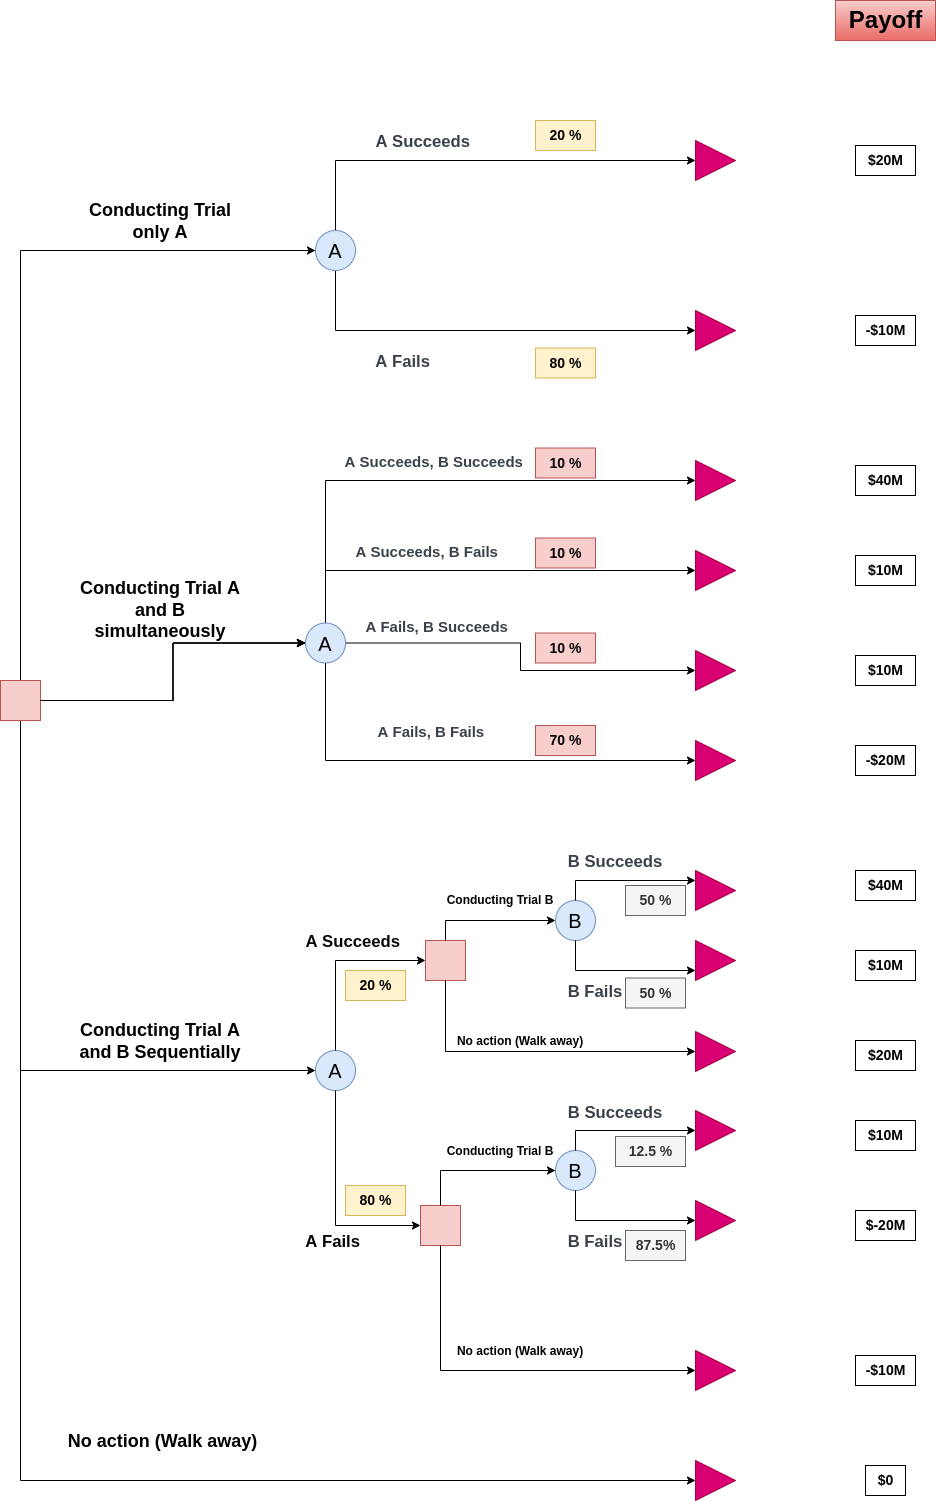 Payoff
A Succeeds
20 %
$20M
Conducting Trial
only A
A
-$10M
A Fails
80 %
A Succeeds, B Succeeds
10 %
$40M
A Succeeds, B Fails
10 %
$10M
Conducting Trial A
and B
simultaneously
A
A Fails, B Succeeds
10 %
$10M
A Fails, B Fails
70 %
-$20M
B Succeeds
50 %
$40M
Conducting Trial B
B
A Succeeds
20 %
B Fails
50 %
$10M
No action (Walk away)
$20M
Conducting Trial A
and B Sequentially
A
B Succeeds
12.5 %
$10M
Conducting Trial B
B
80 %
A Fails
B Fails
87.5%
$-20M
No action (Walk away)
-$10M
No action (Walk away)
$0